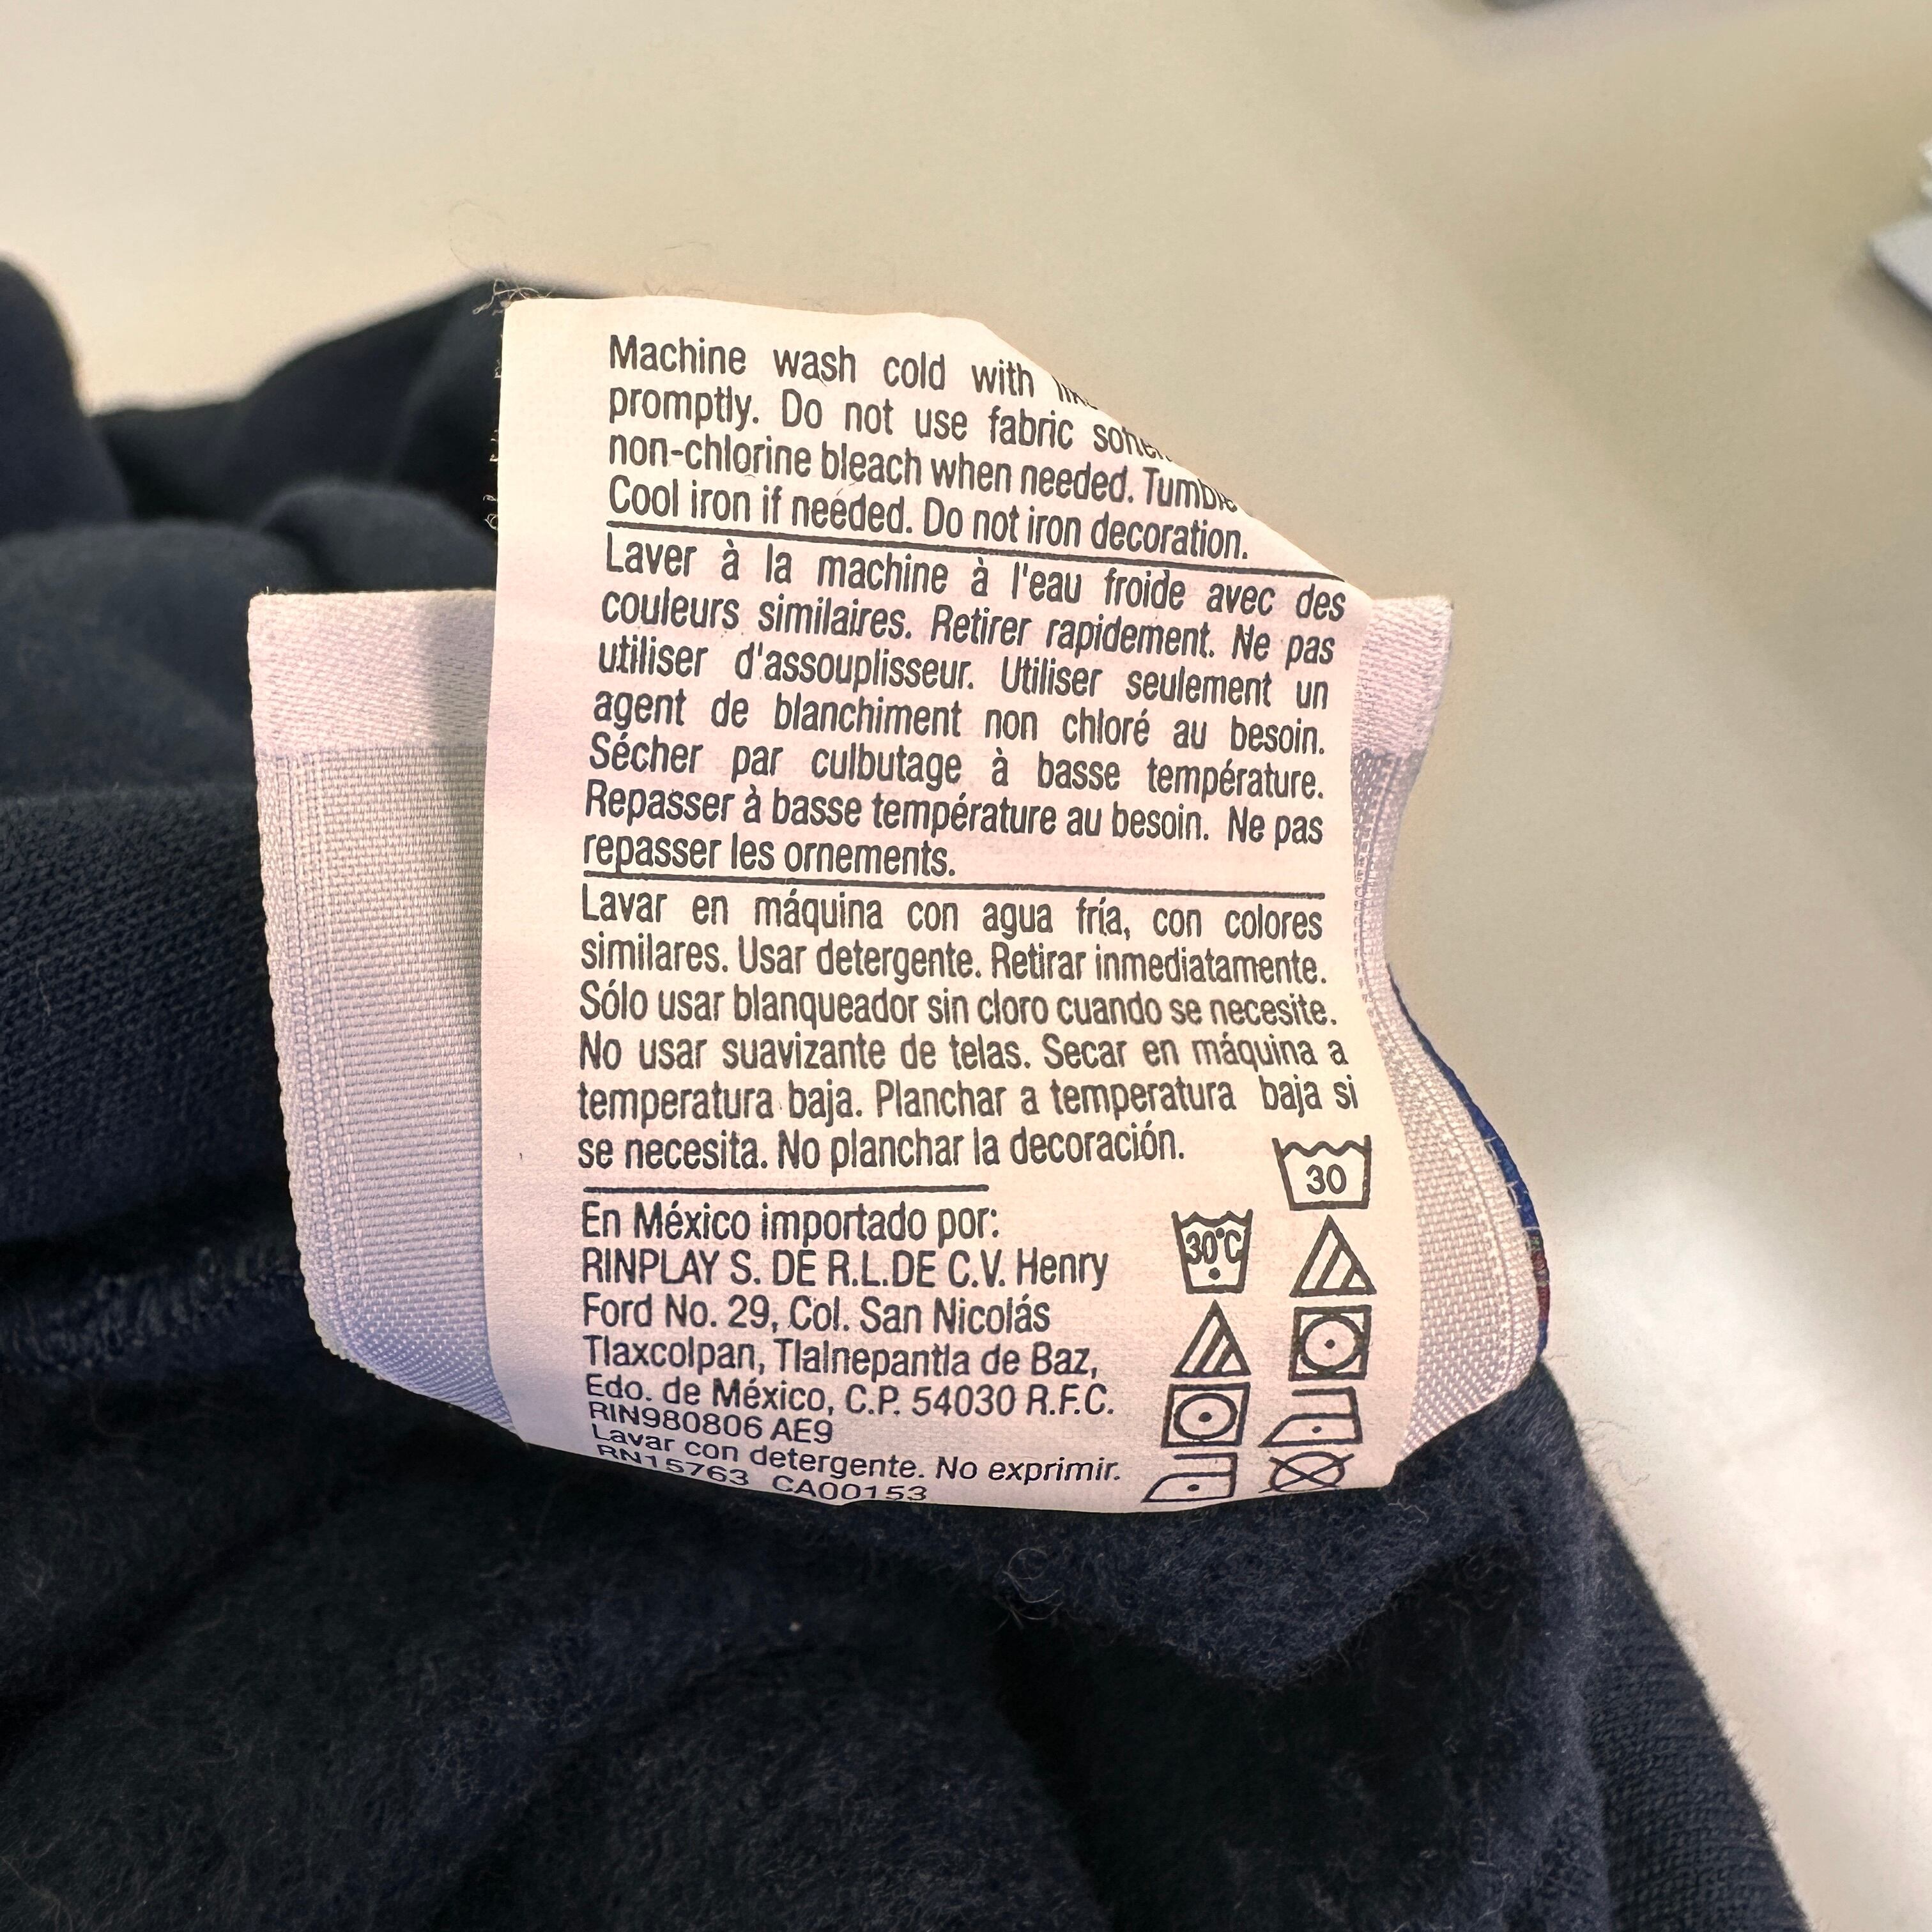 Machine wash cold with
promptly. Do not use fabric
non-chlorine bleach when needed.
Cool iron if needed. Do not iron decoration.
Laver à la machine à l'eau froide avec des
couleurs similaires. Retirer rapidement. Ne pas
utiliser d'assouplisseur. Utiliser seulement un
agent de blanchiment non chloré au besoin.
Sécher par culbutage à basse température.
Repasser à basse température au besoin. Ne pas
repasser les ornements.
Lavar en máquina con agua fría, con colores
similares. Usar detergente. Retirar inmediatamente.
Sólo usar blanqueador sin cloro cuando se necesite.
No usar suavizante de telas. Secar en máquina a
temperatura baja. Planchar a temperatura baja si
se necesita. No planchar la decoración.
30
En México importado por:
RINPLAY S. DE R.L.DE C.V. Henry
30°C
Ford No. 29, Col. San Nicolás
Tlaxcolpan, Tlalnepantla de Baz,
Edo. de México, C.P. 54030 R.F.C.
RIN980806 AE9
Lavar con detergente. No exprimir.
RN15763 CA00153